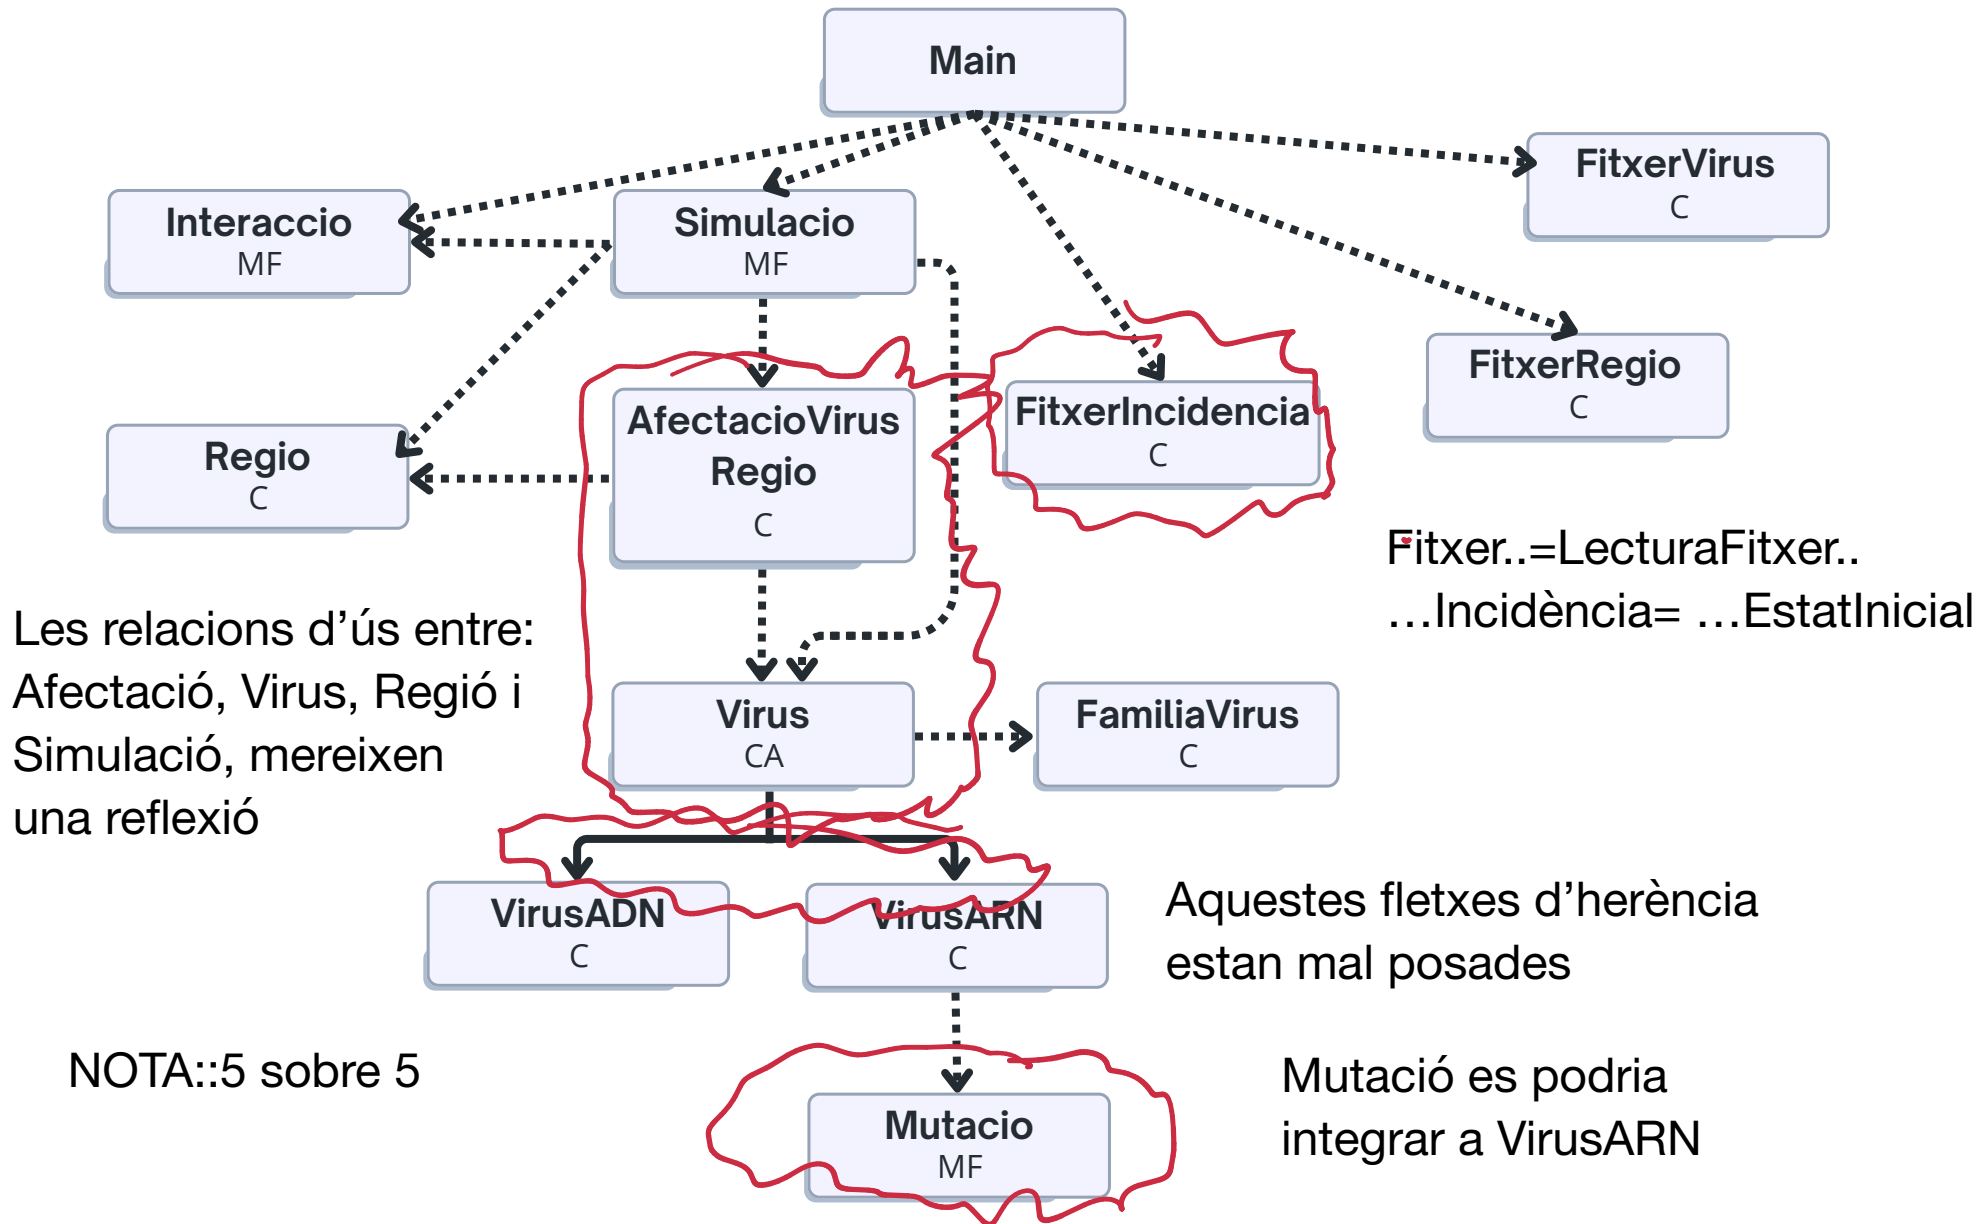 Main
FitxerVirus
C
Interaccio
MF
Simulacio
MF
FitxerRegio
C
AfectacioVirus
Regio
C
FitxerIncidencia
C
Regio
C
Fitxer..=LecturaFitxer..
...Incidència= ...EstatInicial
Les relacions d’ús entre:
Afectació, Virus, Regió i
Simulació, mereixen
una reflexió
Virus
CA
FamiliaVirus
C
VirusADN
C
VirusARN
C
Aquestes fletxes d’herència
estan mal posades
NOTA::5 sobre 5
Mutacio
MF
Mutació es podria
integrar a VirusARN